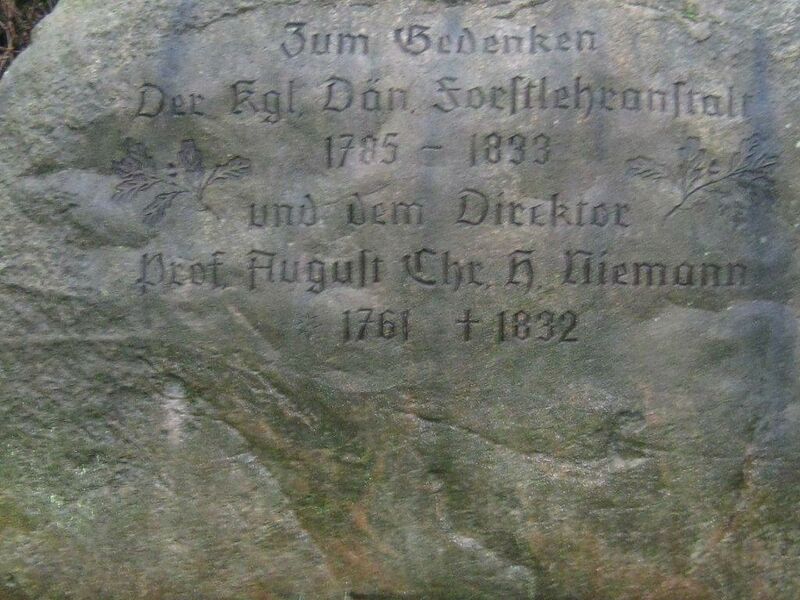 Zum Gedenken
Der Kgl. Dän. Forstlehranstalt
1785 - 1833
und dem Direktor
Prof. August Chr. H. Niemann
* 1761 † 1832